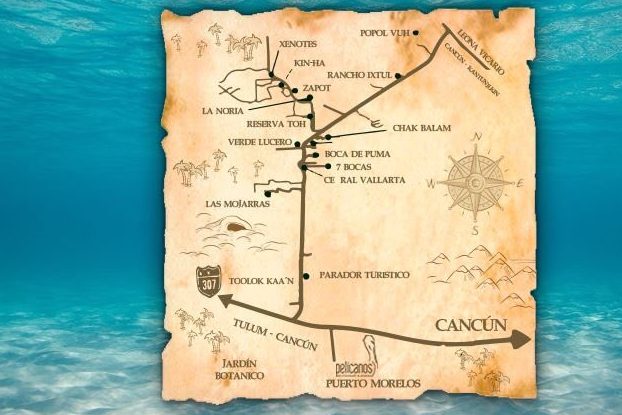 POPOL VUH
LEONA VICARIO
CANCÚN - KANTUNILKIN
XENOTES
KIN-HA
RANCHO IXTUL
ZAPOT
LA NORIA
RESERVA TOH
CHAK BALAM
VERDE LUCERO
BOCA DE PUMA
7 BOCAS
CE RAL VALLARTA
LAS MOJARRAS
N
W
E
S
TOOLOK KAA´N
307
PARADOR TURISTICO
TULUM - CANCÚN
CANCÚN
JARDÍN
BOTANICO
pelicanos
PUERTO MORELOS